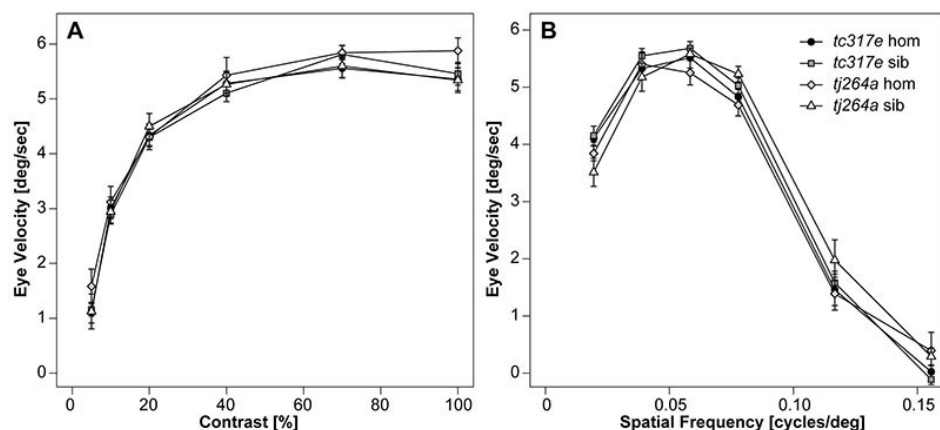 A
Eye Velocity [deg/sec]
6
5
4
3
2
1
0
0
20
40
60
80
100
Contrast [%]
B
Eye Velocity [deg/sec]
6
5
4
3
2
1
0
0
0.05
0.10
0.15
Spatial Frequency [cycles/deg]
tc317e hom
tc317e sib
tj264a hom
tj264a sib